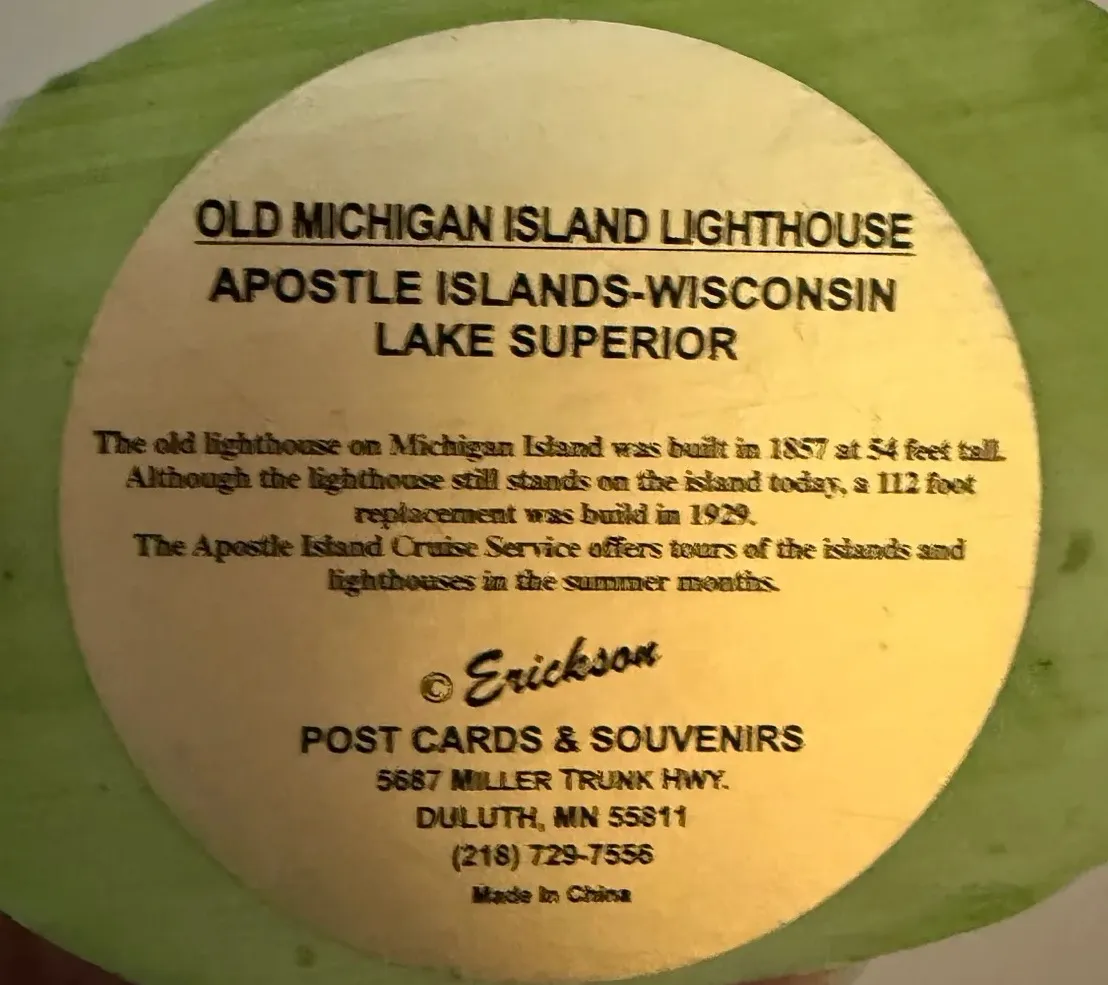 OLD MICHIGAN ISLAND LIGHTHOUSE
APOSTLE ISLANDS-WISCONSIN
LAKE SUPERIOR
The old lighthouse on Michigan Island was built in 1857 at 54 feet tall.
Although the lighthouse still stands on the island today, a 112 foot
replacement was build in 1929.
The Apostle Island Cruise Service offers tours of the islands and
lighthouses in the summer months.
© Erickson
POST CARDS & SOUVENIRS
5687 MILLER TRUNK HWY.
DULUTH, MN 55811
(218) 729-7556
Made In China